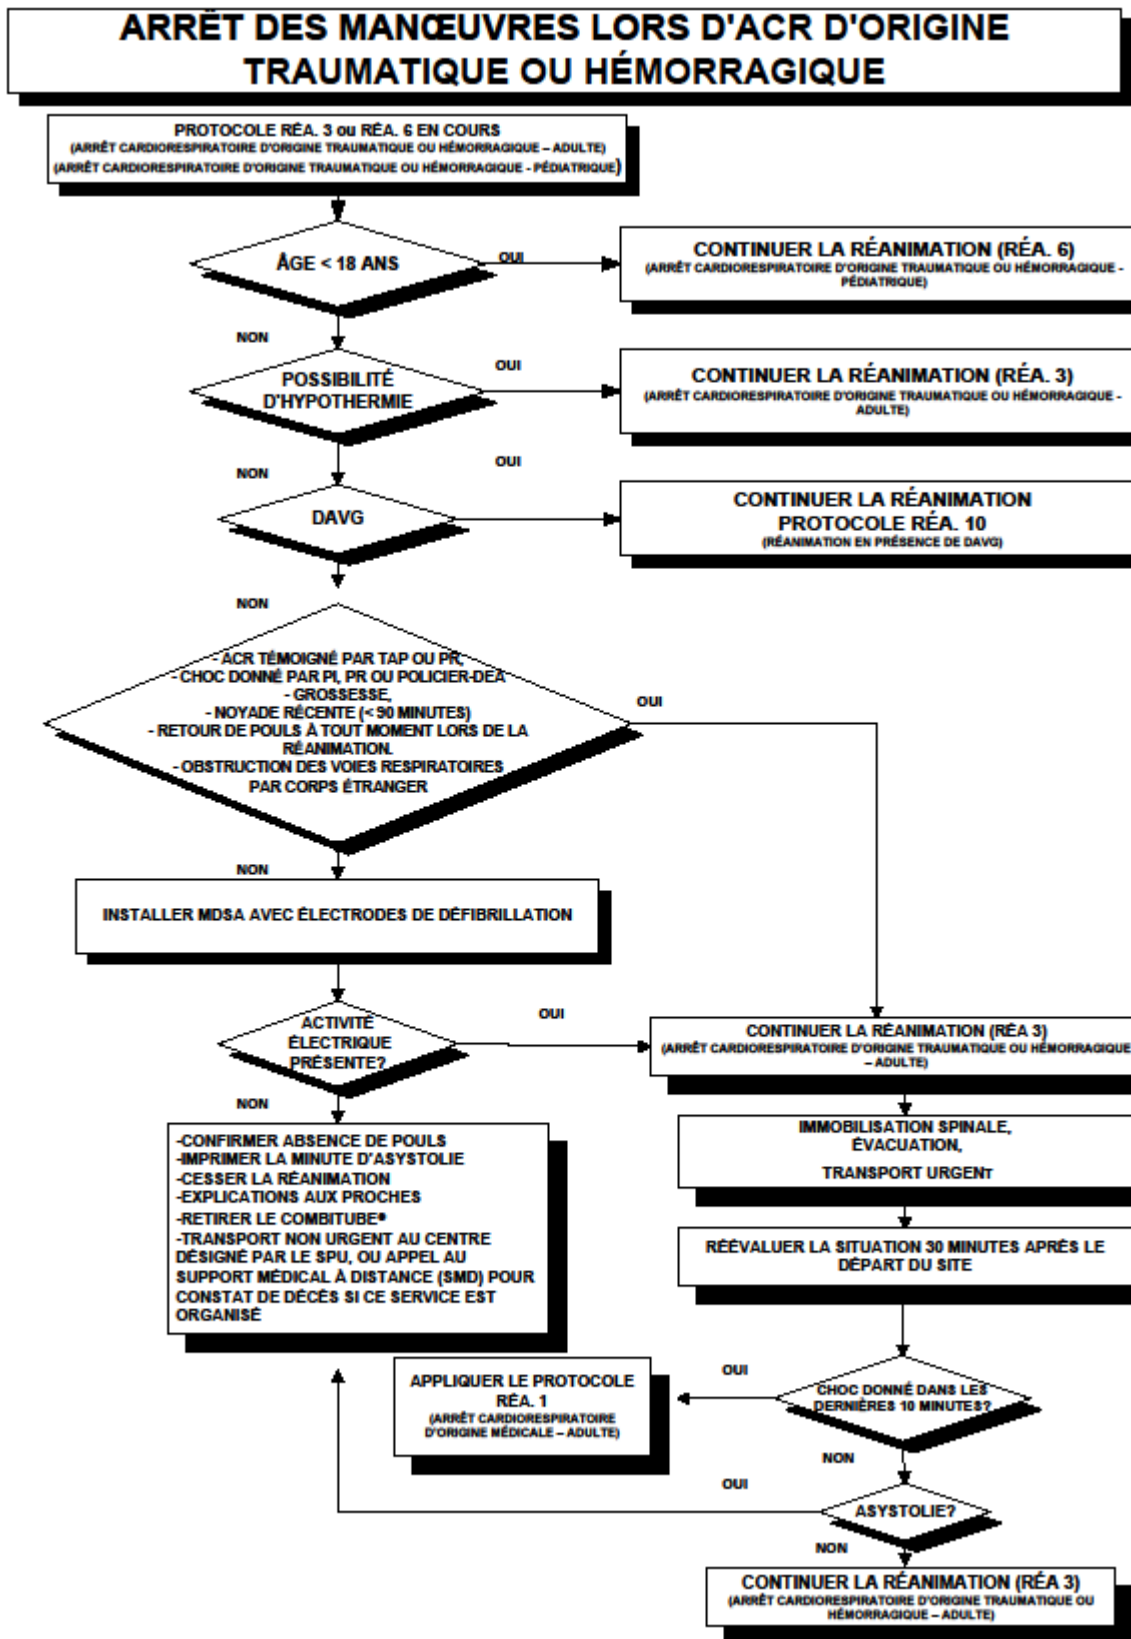 ARRÊT DES MANŒUVRES LORS D'ACR D'ORIGINE
TRAUMATIQUE OU HÉMORRAGIQUE
PROTOCOLE RÉA. 3 ou RÉA. 6 EN COURS
(ARRÊT CARDIORESPIRATOIRE D'ORIGINE TRAUMATIQUE OU HÉMORRAGIQUE – ADULTE)
(ARRÊT CARDIORESPIRATOIRE D'ORIGINE TRAUMATIQUE OU HÉMORRAGIQUE - PÉDIATRIQUE)
ÂGE < 18 ANS
OUI
CONTINUER LA RÉANIMATION (RÉA. 6)
(ARRÊT CARDIORESPIRATOIRE D'ORIGINE TRAUMATIQUE OU HÉMORRAGIQUE -
PÉDIATRIQUE)
NON
POSSIBILITÉ
D'HYPOTHERMIE
OUI
CONTINUER LA RÉANIMATION (RÉA. 3)
(ARRÊT CARDIORESPIRATOIRE D'ORIGINE TRAUMATIQUE OU HÉMORRAGIQUE -
ADULTE)
NON
DAVG
OUI
CONTINUER LA RÉANIMATION
PROTOCOLE RÉA. 10
(RÉANIMATION EN PRÉSENCE DE DAVG)
NON
- ACR TÉMOIGNÉ PAR TAP OU PR,
- CHOC DONNÉ PAR PI, PR OU POLICIER-DEA
- GROSSESSE,
- NOYADE RÉCENTE (< 90 MINUTES)
- RETOUR DE POULS À TOUT MOMENT LORS DE LA
RÉANIMATION.
- OBSTRUCTION DES VOIES RESPIRATOIRES
PAR CORPS ÉTRANGER
OUI
NON
INSTALLER MDSA AVEC ÉLECTRODES DE DÉFIBRILLATION
ACTIVITÉ
ÉLECTRIQUE
PRÉSENTE?
OUI
CONTINUER LA RÉANIMATION (RÉA 3)
(ARRÊT CARDIORESPIRATOIRE D'ORIGINE TRAUMATIQUE OU HÉMORRAGIQUE
– ADULTE)
NON
-CONFIRMER ABSENCE DE POULS
-IMPRIMER LA MINUTE D'ASYSTOLIE
-CESSER LA RÉANIMATION
-EXPLICATIONS AUX PROCHES
-RETIRER LE COMBITUBE®
-TRANSPORT NON URGENT AU CENTRE
DÉSIGNÉ PAR LE SPU, OU APPEL AU
SUPPORT MÉDICAL À DISTANCE (SMD) POUR
CONSTAT DE DÉCÈS SI CE SERVICE EST
ORGANISÉ
IMMOBILISATION SPINALE,
ÉVACUATION,
TRANSPORT URGENT
RÉÉVALUER LA SITUATION 30 MINUTES APRÈS LE
DÉPART DU SITE
CHOC DONNÉ DANS LES
DERNIÈRES 10 MINUTES?
OUI
APPLIQUER LE PROTOCOLE
RÉA. 1
(ARRÊT CARDIORESPIRATOIRE
D'ORIGINE MÉDICALE – ADULTE)
NON
ASYSTOLIE?
OUI
NON
CONTINUER LA RÉANIMATION (RÉA 3)
(ARRÊT CARDIORESPIRATOIRE D'ORIGINE TRAUMATIQUE OU
HÉMORRAGIQUE – ADULTE)